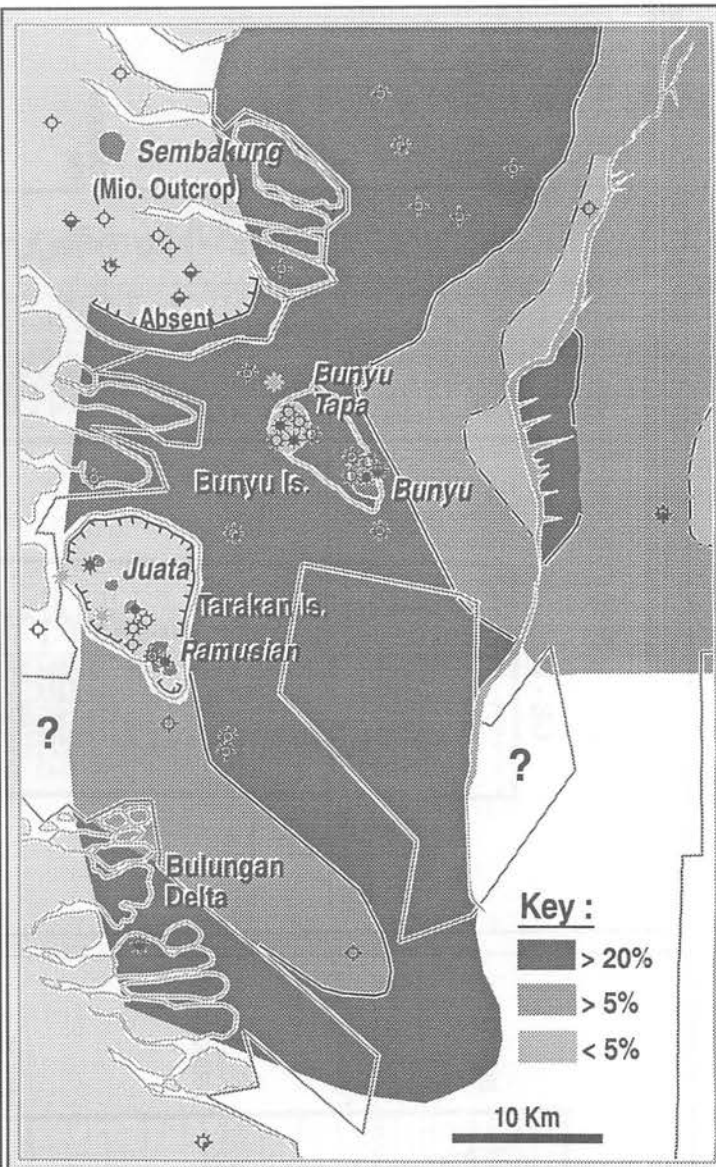 Sembakung
(Mio. Outcrop)
Absent
Bunyu
Tapa
Bunyu Is.
Bunyu
Juata
Tarakan Is.
Pamusian
?
?
Bulungan
Delta
Key :
> 20%
> 5%
< 5%
10 Km